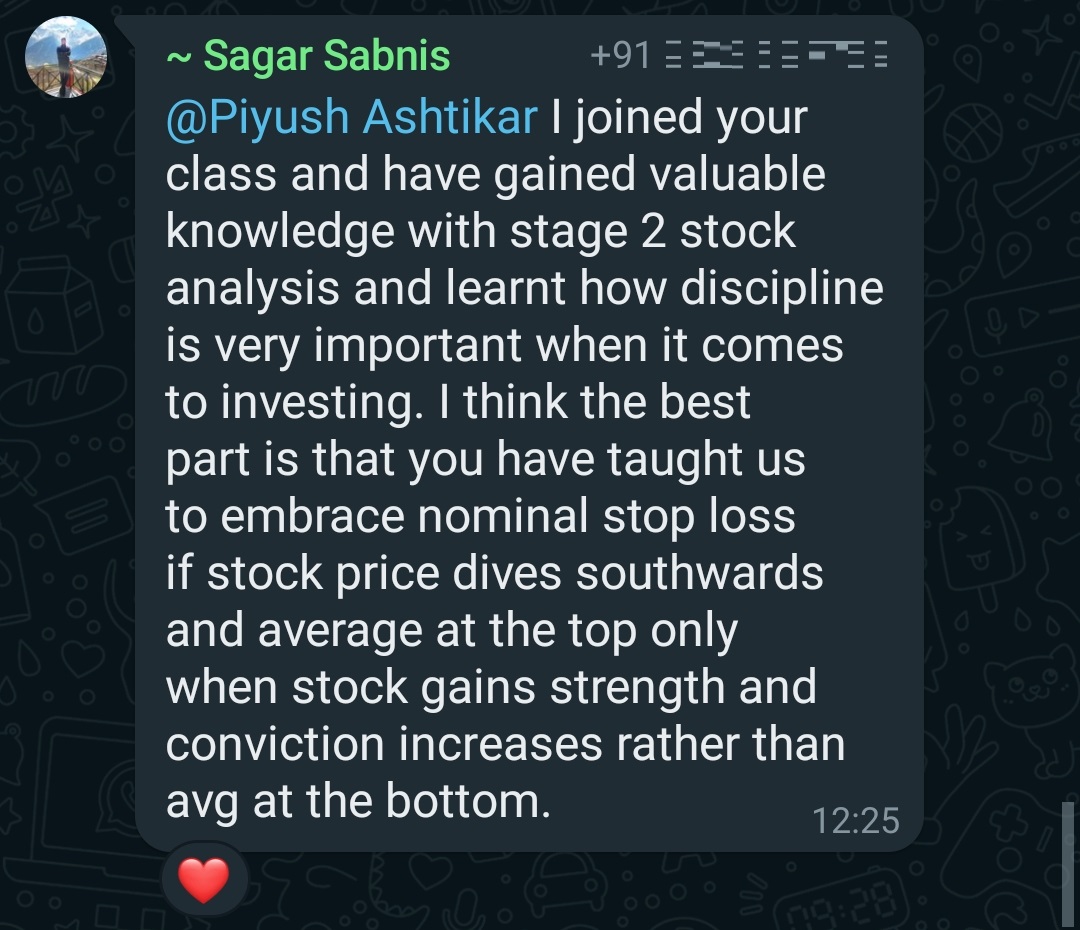 ~ Sagar Sabnis +91
@Piyush Ashtikar I joined your
class and have gained valuable
knowledge with stage 2 stock
analysis and learnt how discipline
is very important when it comes
to investing. I think the best
part is that you have taught us
to embrace nominal stop loss
if stock price dives southwards
and average at the top only
when stock gains strength and
conviction increases rather than
avg at the bottom.
12:25
09:28